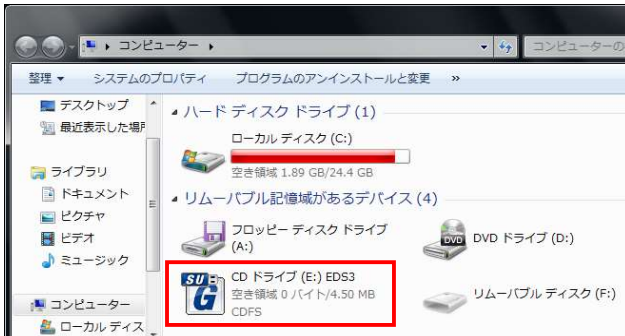 コンピューター
コンピューターの
整理 システムのプロパティ プログラムのアンインストールと変更 »
デスクトップ
最近表示した場所
ライブラリ
ドキュメント
ピクチャ
ビデオ
ミュージック
コンピューター
ローカル ディス
ハード ディスク ドライブ (1)
ローカル ディスク (C:)
空き領域 1.89 GB/24.4 GB
リムーバブル記憶域があるデバイス (4)
フロッピー ディスク ドライブ
(A:)
DVD
DVD ドライブ (D:)
SUG
CD ドライブ (E:) EDS3
空き領域 0 バイト/4.50 MB
CDFS
リムーバブル ディスク (F:)